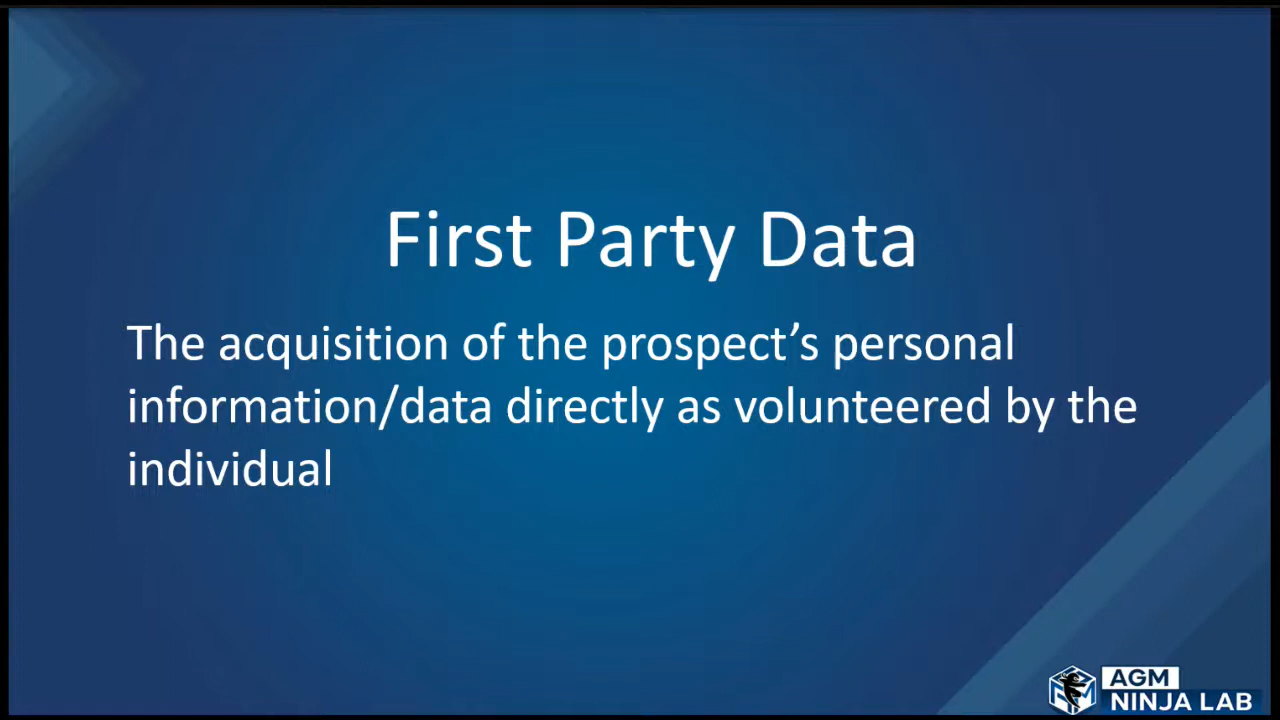 First Party Data
The acquisition of the prospect’s personal
information/data directly as volunteered by the
individual
AGM
NINJA LAB